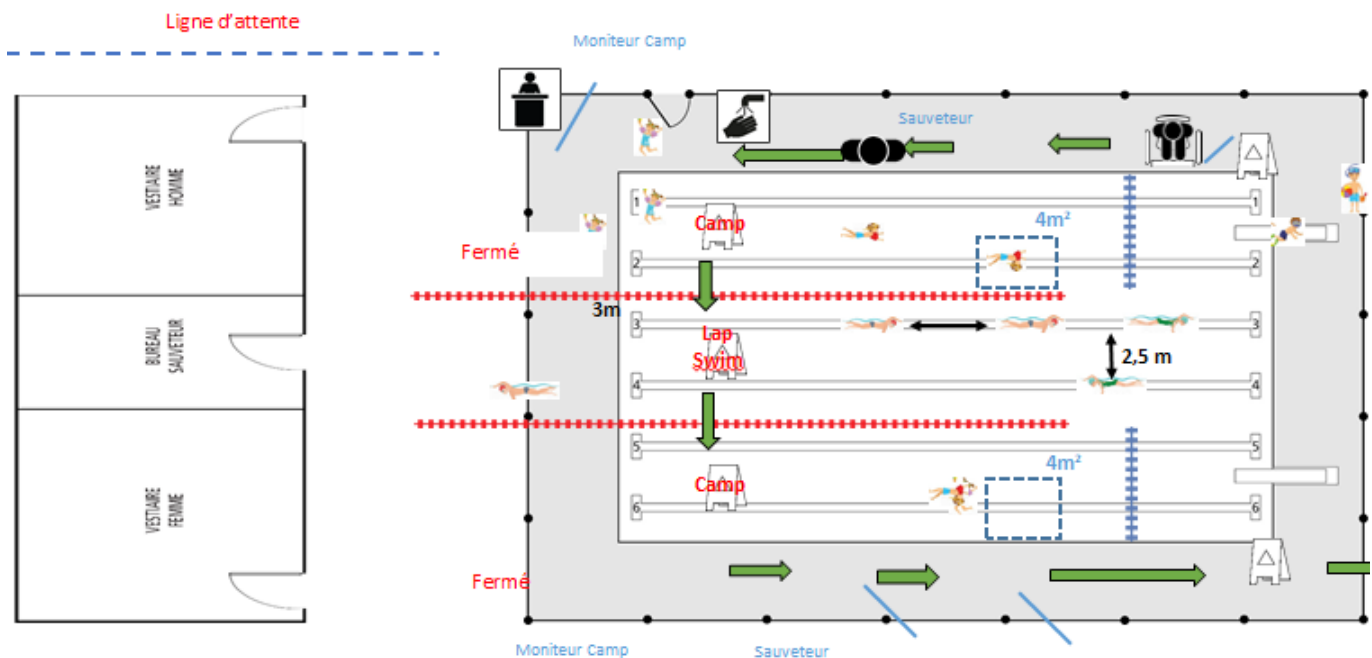 Ligne d'attente
Moniteur Camp
Sauveteur
VESTIAIRE
HOMME
1
Camp
4m²
1
Fermé
2
2
3m
3
Lap
Swim
3
BUREAU
SAUVETEUR
2,5 m
4
4
5
5
4m²
Camp
VESTIAIRE
FEMME
6
6
Fermé
Moniteur Camp
Sauveteur